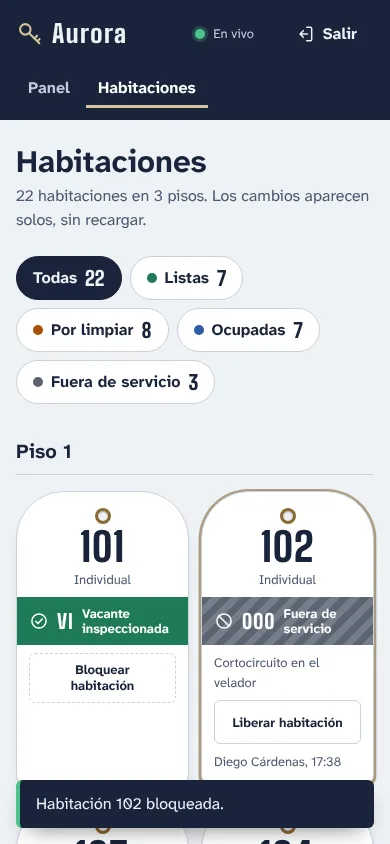 Aurora
En vivo
Salir
Panel
Habitaciones
Habitaciones
22 habitaciones en 3 pisos. Los cambios aparecen
solos, sin recargar.
Todas 22
Listas 7
Por limpiar 8
Ocupadas 7
Fuera de servicio 3
Piso 1
101
Individual
VI Vacante
inspeccionada
Bloquear
habitación
102
Individual
OOO Fuera de
servicio
Cortocircuito en el
velador
Liberar habitación
Diego Cárdenas, 17:38
Habitación 102 bloqueada.